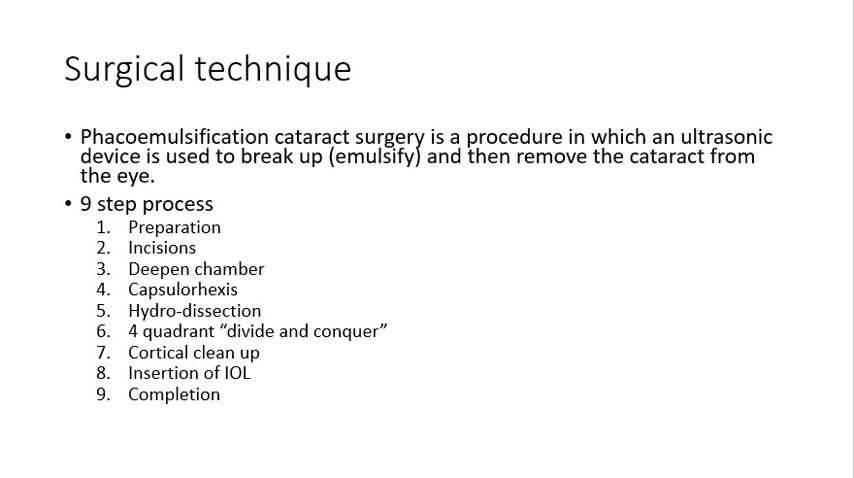 Surgical technique
• Phacoemulsification cataract surgery is a procedure in which an ultrasonic
device is used to break up (emulsify) and then remove the cataract from
the eye.
• 9 step process
1. Preparation
2. Incisions
3. Deepen chamber
4. Capsulorhexis
5. Hydro-dissection
6. 4 quadrant “divide and conquer”
7. Cortical clean up
8. Insertion of IOL
9. Completion